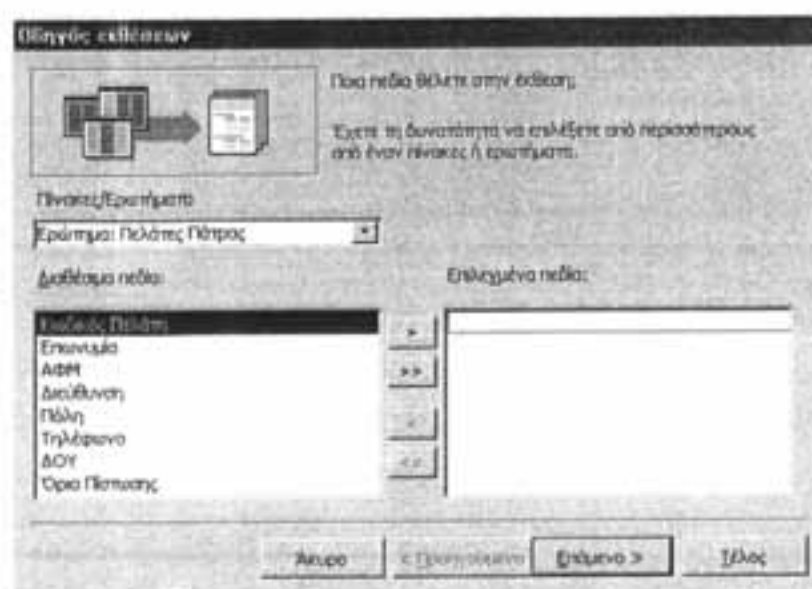 Οδηγός εκθέσεων
Ποια πεδία θέλετε στην έκθεση;
Έχετε τη δυνατότητα να επιλέξετε από περισσότερους
από έναν πίνακες ή ερωτήματα.
Πίνακες/Ερωτήματα
Ερώτημα: Πελάτες Πάτρας
Διαθέσιμα πεδία:
Επιλεγμένα πεδία:
Κωδικός Πελάτη
Επωνυμία
ΑΦΜ
Διεύθυνση
Πόλη
Τηλέφωνο
ΔΟΥ
Όριο Πίστωσης
>
>>
<
<<
Άκυρο
< Προηγούμενο
Επόμενο >
Τέλος